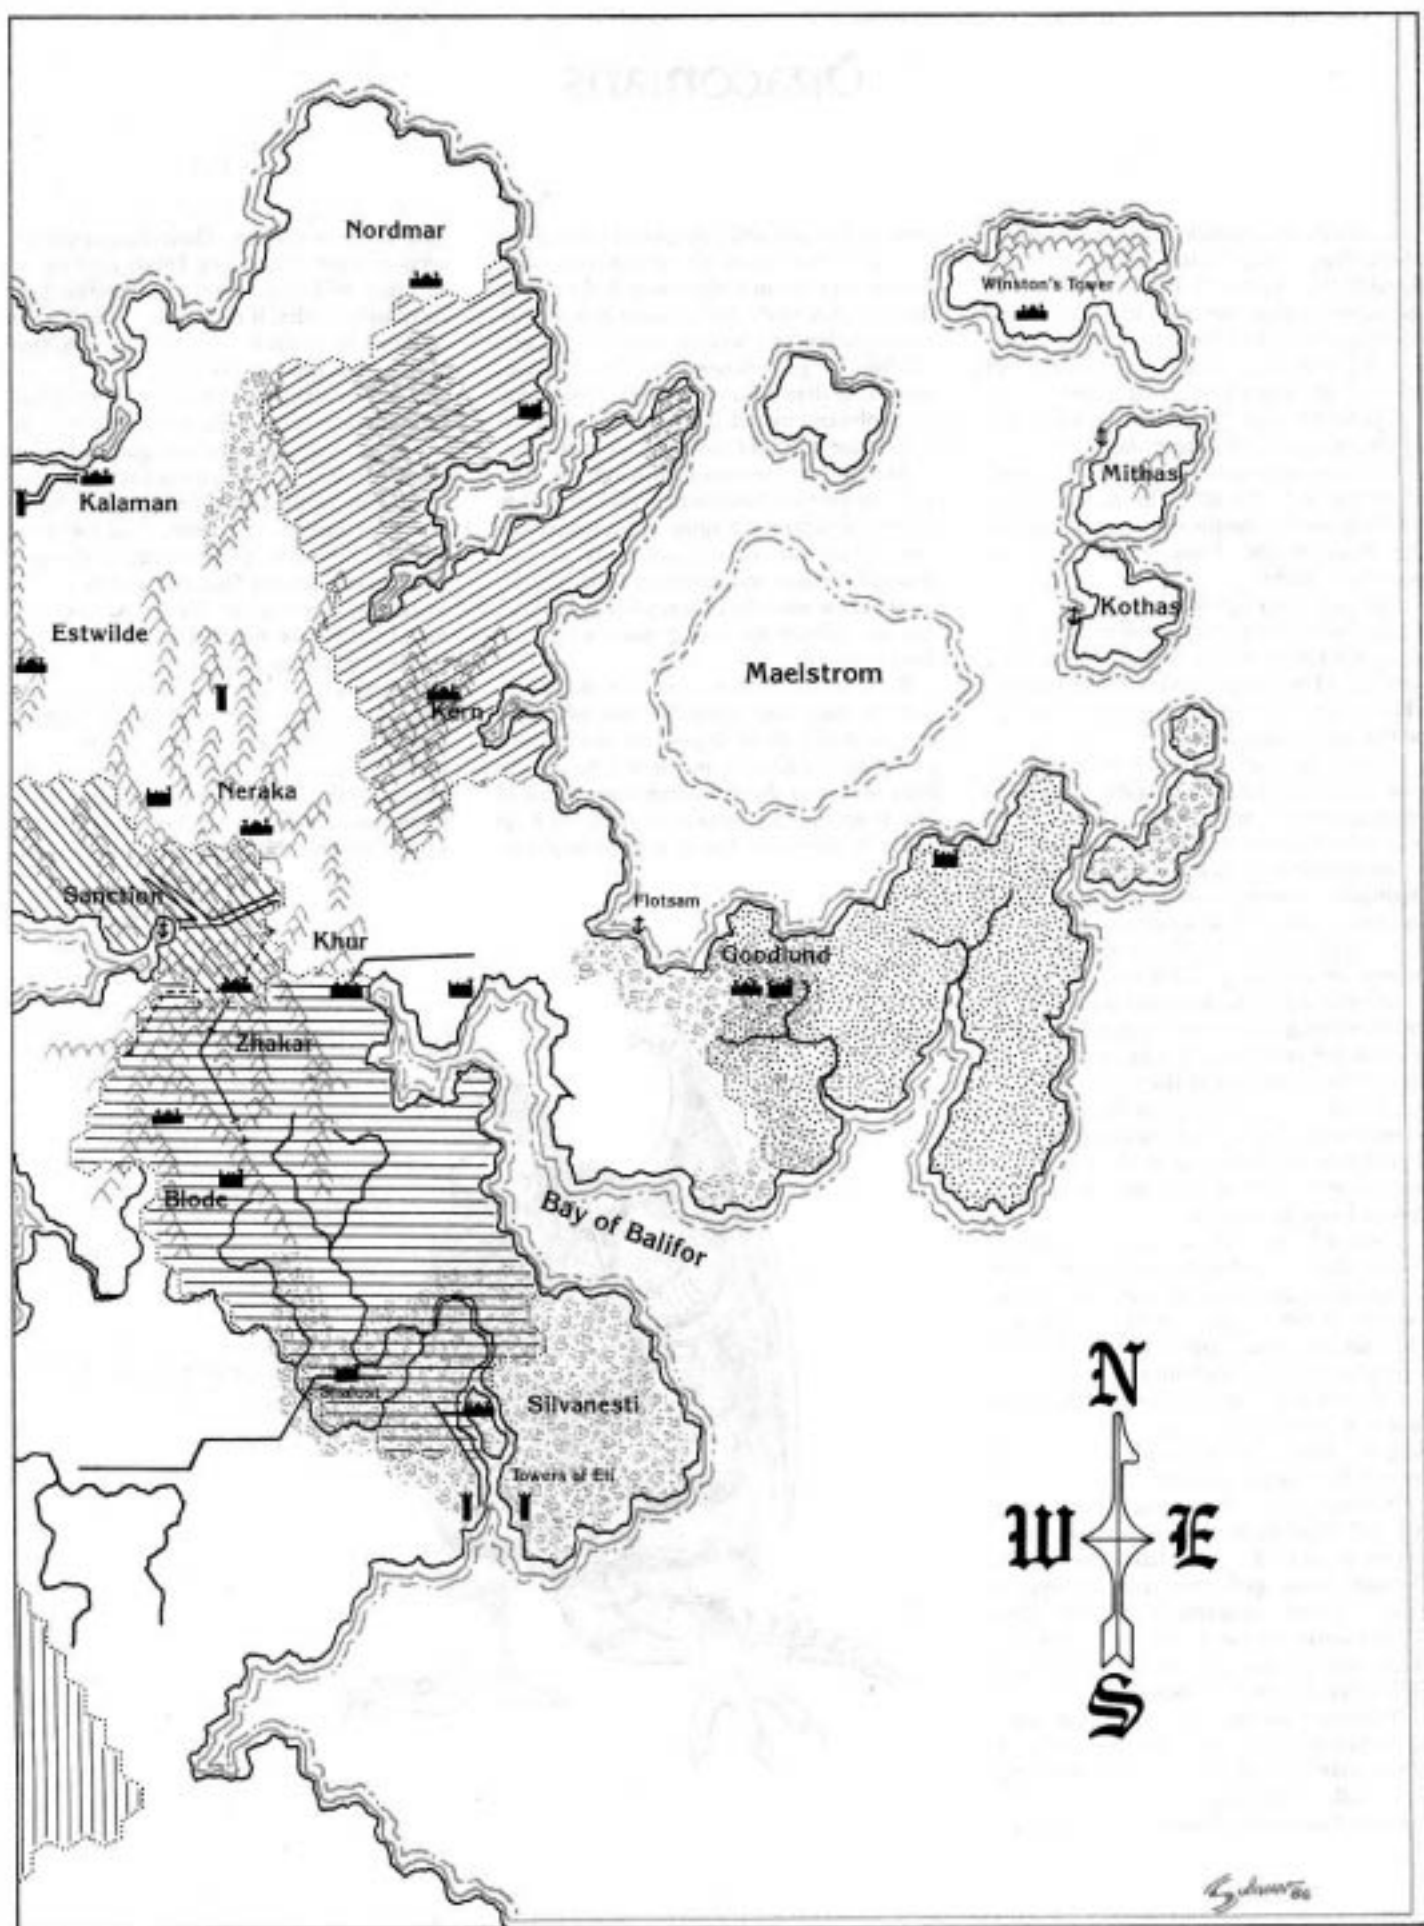 Nordmar
Winston's Tower
Mithas
Kalaman
Kothas
Estwilde
Maelstrom
Kern
Neraka
Sanction
Flotsam
Khur
Goodlund
Zhakar
Blode
Bay of Balifor
Silvanesti
Towers of Eli
N
W E
S
86